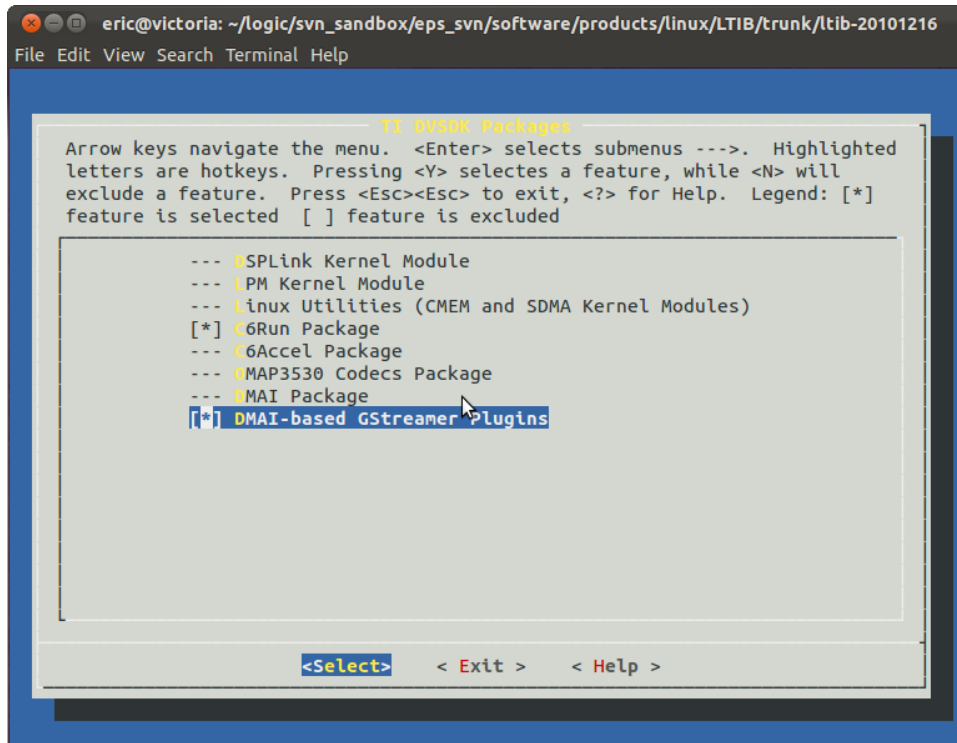 eric@victoria: ~/logic/svn_sandbox/eps_svn/software/products/linux/LTIB/trunk/ltib-20101216
File Edit View Search Terminal Help
TI DVSDK Packages
Arrow keys navigate the menu. <Enter> selects submenus --->. Highlighted
letters are hotkeys. Pressing <Y> selectes a feature, while <N> will
exclude a feature. Press <Esc><Esc> to exit, <?> for Help. Legend: [*]
feature is selected [ ] feature is excluded
--- DSPLink Kernel Module
--- LPM Kernel Module
--- Linux Utilities (CMEM and SDMA Kernel Modules)
[*] C6Run Package
--- C6Accel Package
--- OMAP3530 Codecs Package
--- DMAI Package
[*] DMAI-based GStreamer Plugins
<Select> < Exit > < Help >